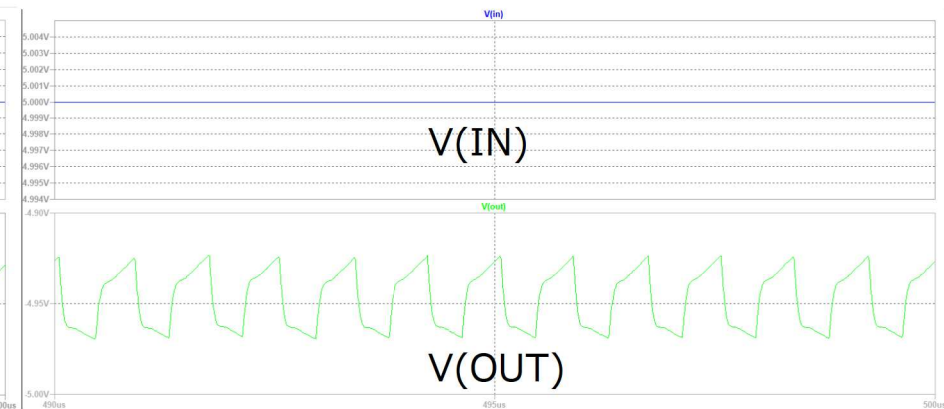 V(in)
5.004V
5.003V
5.002V
5.001V
5.000V
4.999V
4.998V
4.997V
4.996V
4.995V
4.994V
V(IN)
V(out)
-4.90V
-4.95V
-5.00V
V(OUT)
00us
490us
495us
500us